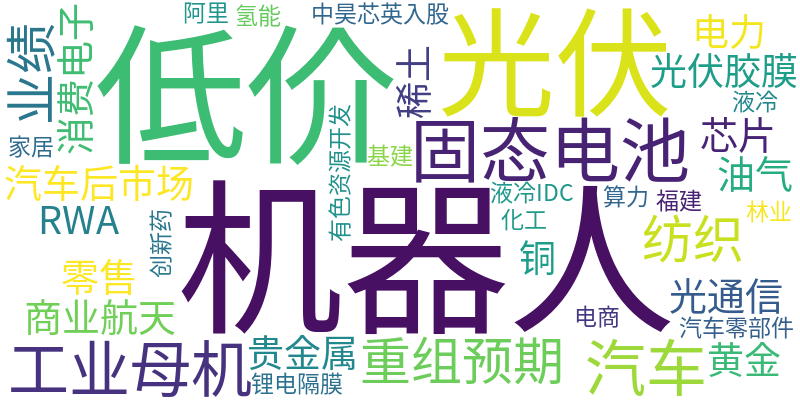 阿里
氢能
中昊芯英入股
业绩
消费电子
低价
稀土
光伏
电力
光伏胶膜
液冷
家居
汽车后市场
有色资源开发
基建
固态电池
芯片
油气
RWA
创新药
机器人
液冷IDC
算力
福建
林业
化工
铜
纺织
零售
商业航天
光通信
电商
汽车零部件
工业母机
贵金属
锂电隔膜
重组预期
汽车
黄金